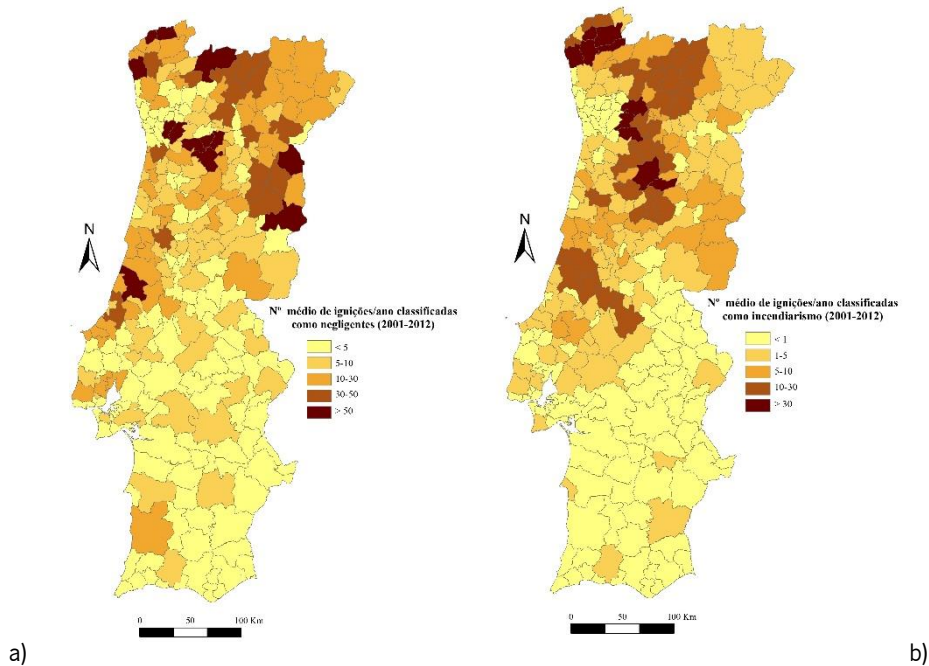 a)
N
Nº médio de ignições/ano classificadas
como negligentes (2001-2012)
< 5
5-10
10-30
30-50
> 50
0 50 100 Km
N
Nº médio de ignições/ano classificadas
como incendiarismo (2001-2012)
< 1
1-5
5-10
10-30
> 30
0 50 100 Km
b)